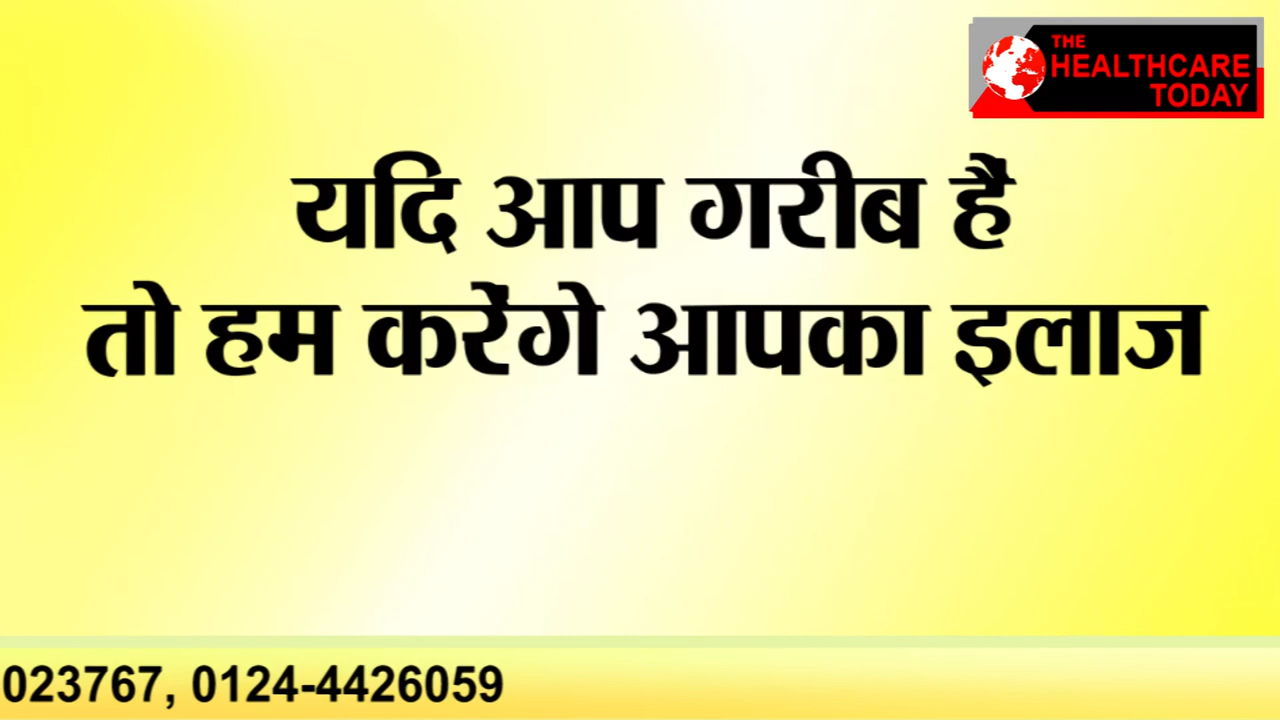 THE
HEALTHCARE
TODAY
यदि आप गरीब हैं
तो हम करेंगे आपका इलाज
023767, 0124-4426059